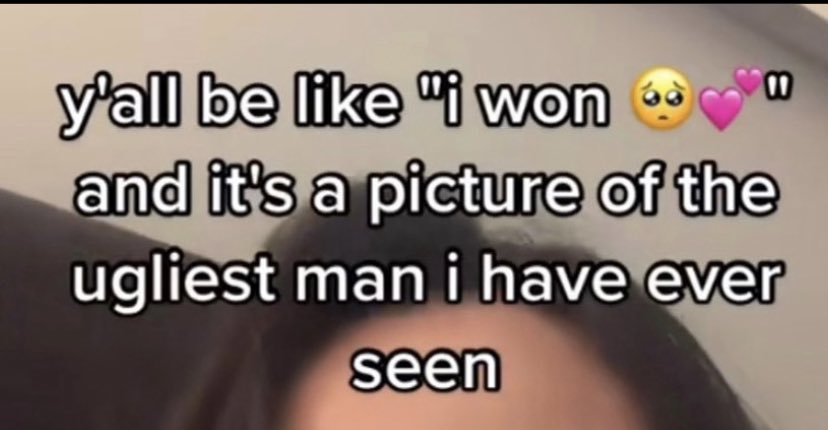 y'all be like "i won 🥺💕"
and it's a picture of the
ugliest man i have ever
seen